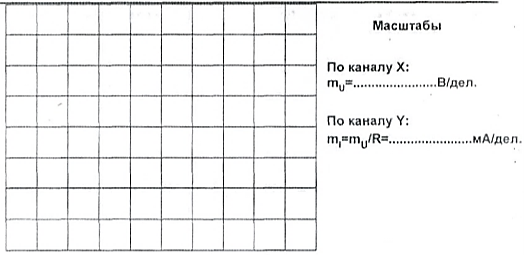 Масштабы
По каналу X:
mU=.......................В/дел.
По каналу Y:
mI=mU/R=.......................мА/дел.